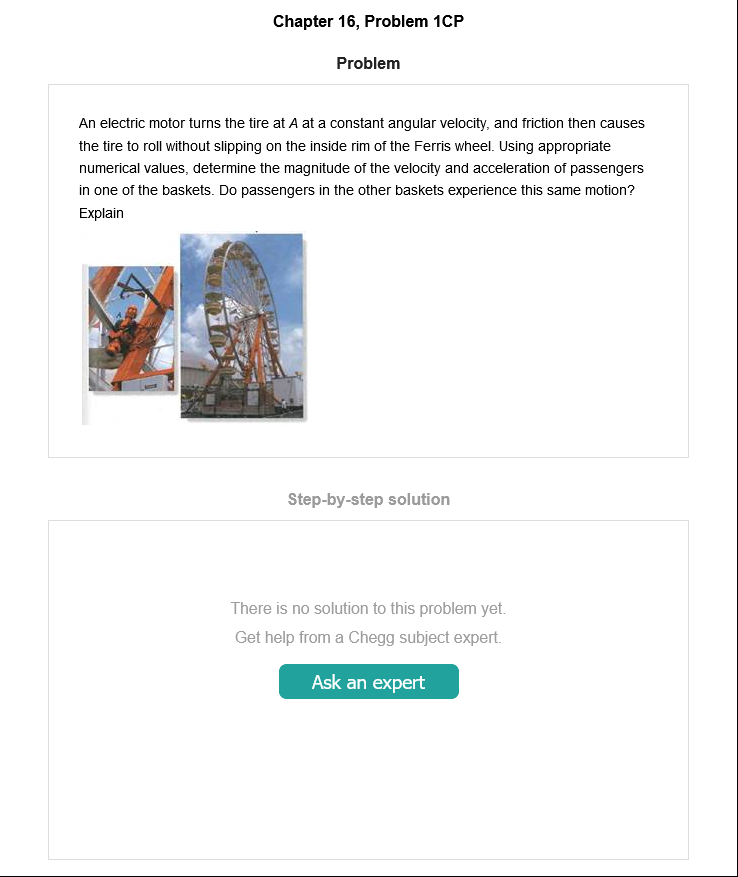 Chapter 16, Problem 1CP
Problem
An electric motor turns the tire at A at a constant angular velocity, and friction then causes
the tire to roll without slipping on the inside rim of the Ferris wheel. Using appropriate
numerical values, determine the magnitude of the velocity and acceleration of passengers
in one of the baskets. Do passengers in the other baskets experience this same motion?
Explain
A
Step-by-step solution
There is no solution to this problem yet.
Get help from a Chegg subject expert.
Ask an expert